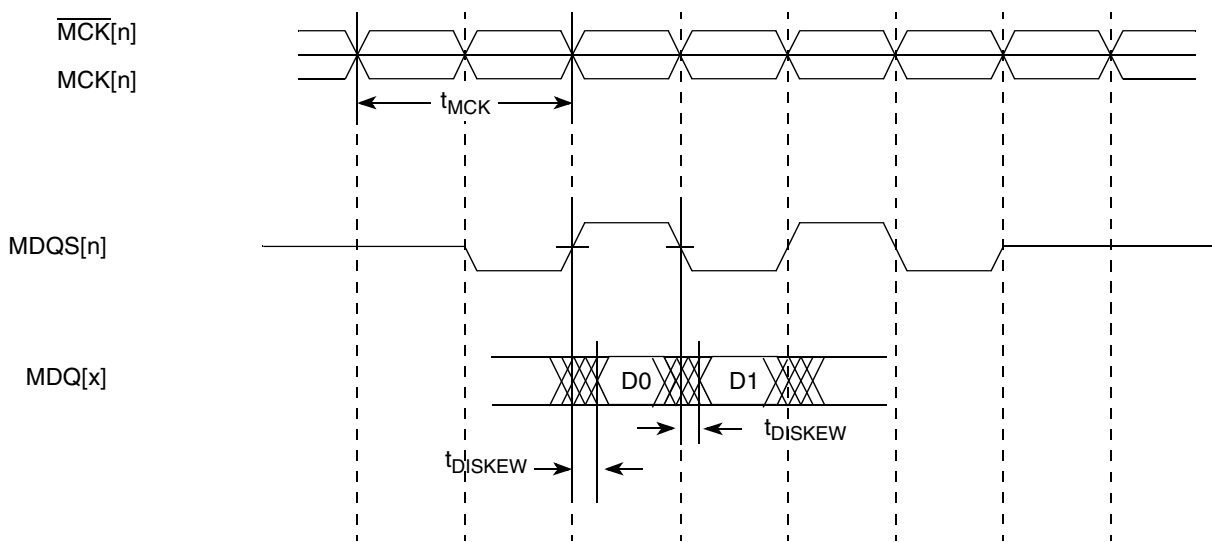 MCK[n]
MCK[n]
tMCK
MDQS[n]
MDQ[x]
D0
D1
tDISKEW
tDISKEW